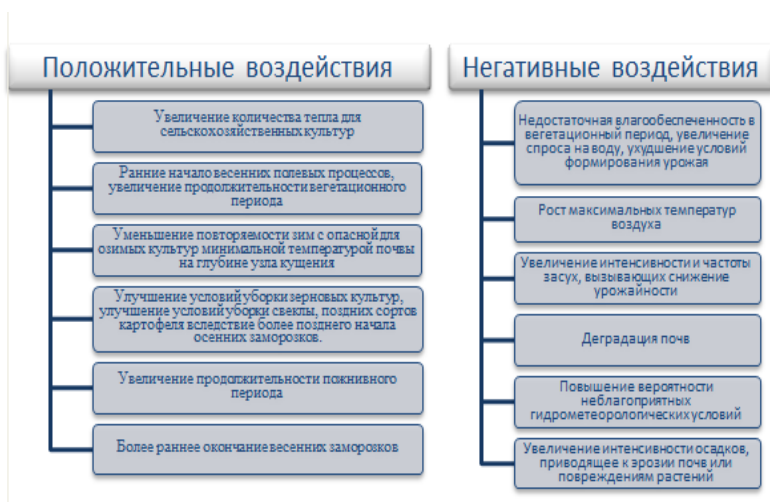 Положительные воздействия
Увеличение количества тепла для
сельскохозяйственных культур
Ранние начало весенних полевых процессов,
увеличение продолжительности вегетационного
периода
Уменьшение повторяемости зим с опасной для
озимых культур минимальной температурой почвы
на глубине узла кущения
Улучшение условий уборки зерновых культур,
улучшение условий уборки свеклы, поздних сортов
картофеля вследствие более позднего начала
осенних заморозков.
Увеличение продолжительности пожнивного
периода
Более раннее окончание весенних заморозков
Негативные воздействия
Недостаточная влагообеспеченность в
вегетационный период, увеличение
спроса на воду, ухудшение условий
формирования урожая
Рост максимальных температур
воздуха
Увеличение интенсивности и частоты
засух, вызывающих снижение
урожайности
Деградация почв
Повышение вероятности
неблагоприятных
гидрометеорологических условий
Увеличение интенсивности осадков,
приводящее к эрозии почв или
повреждениям растений